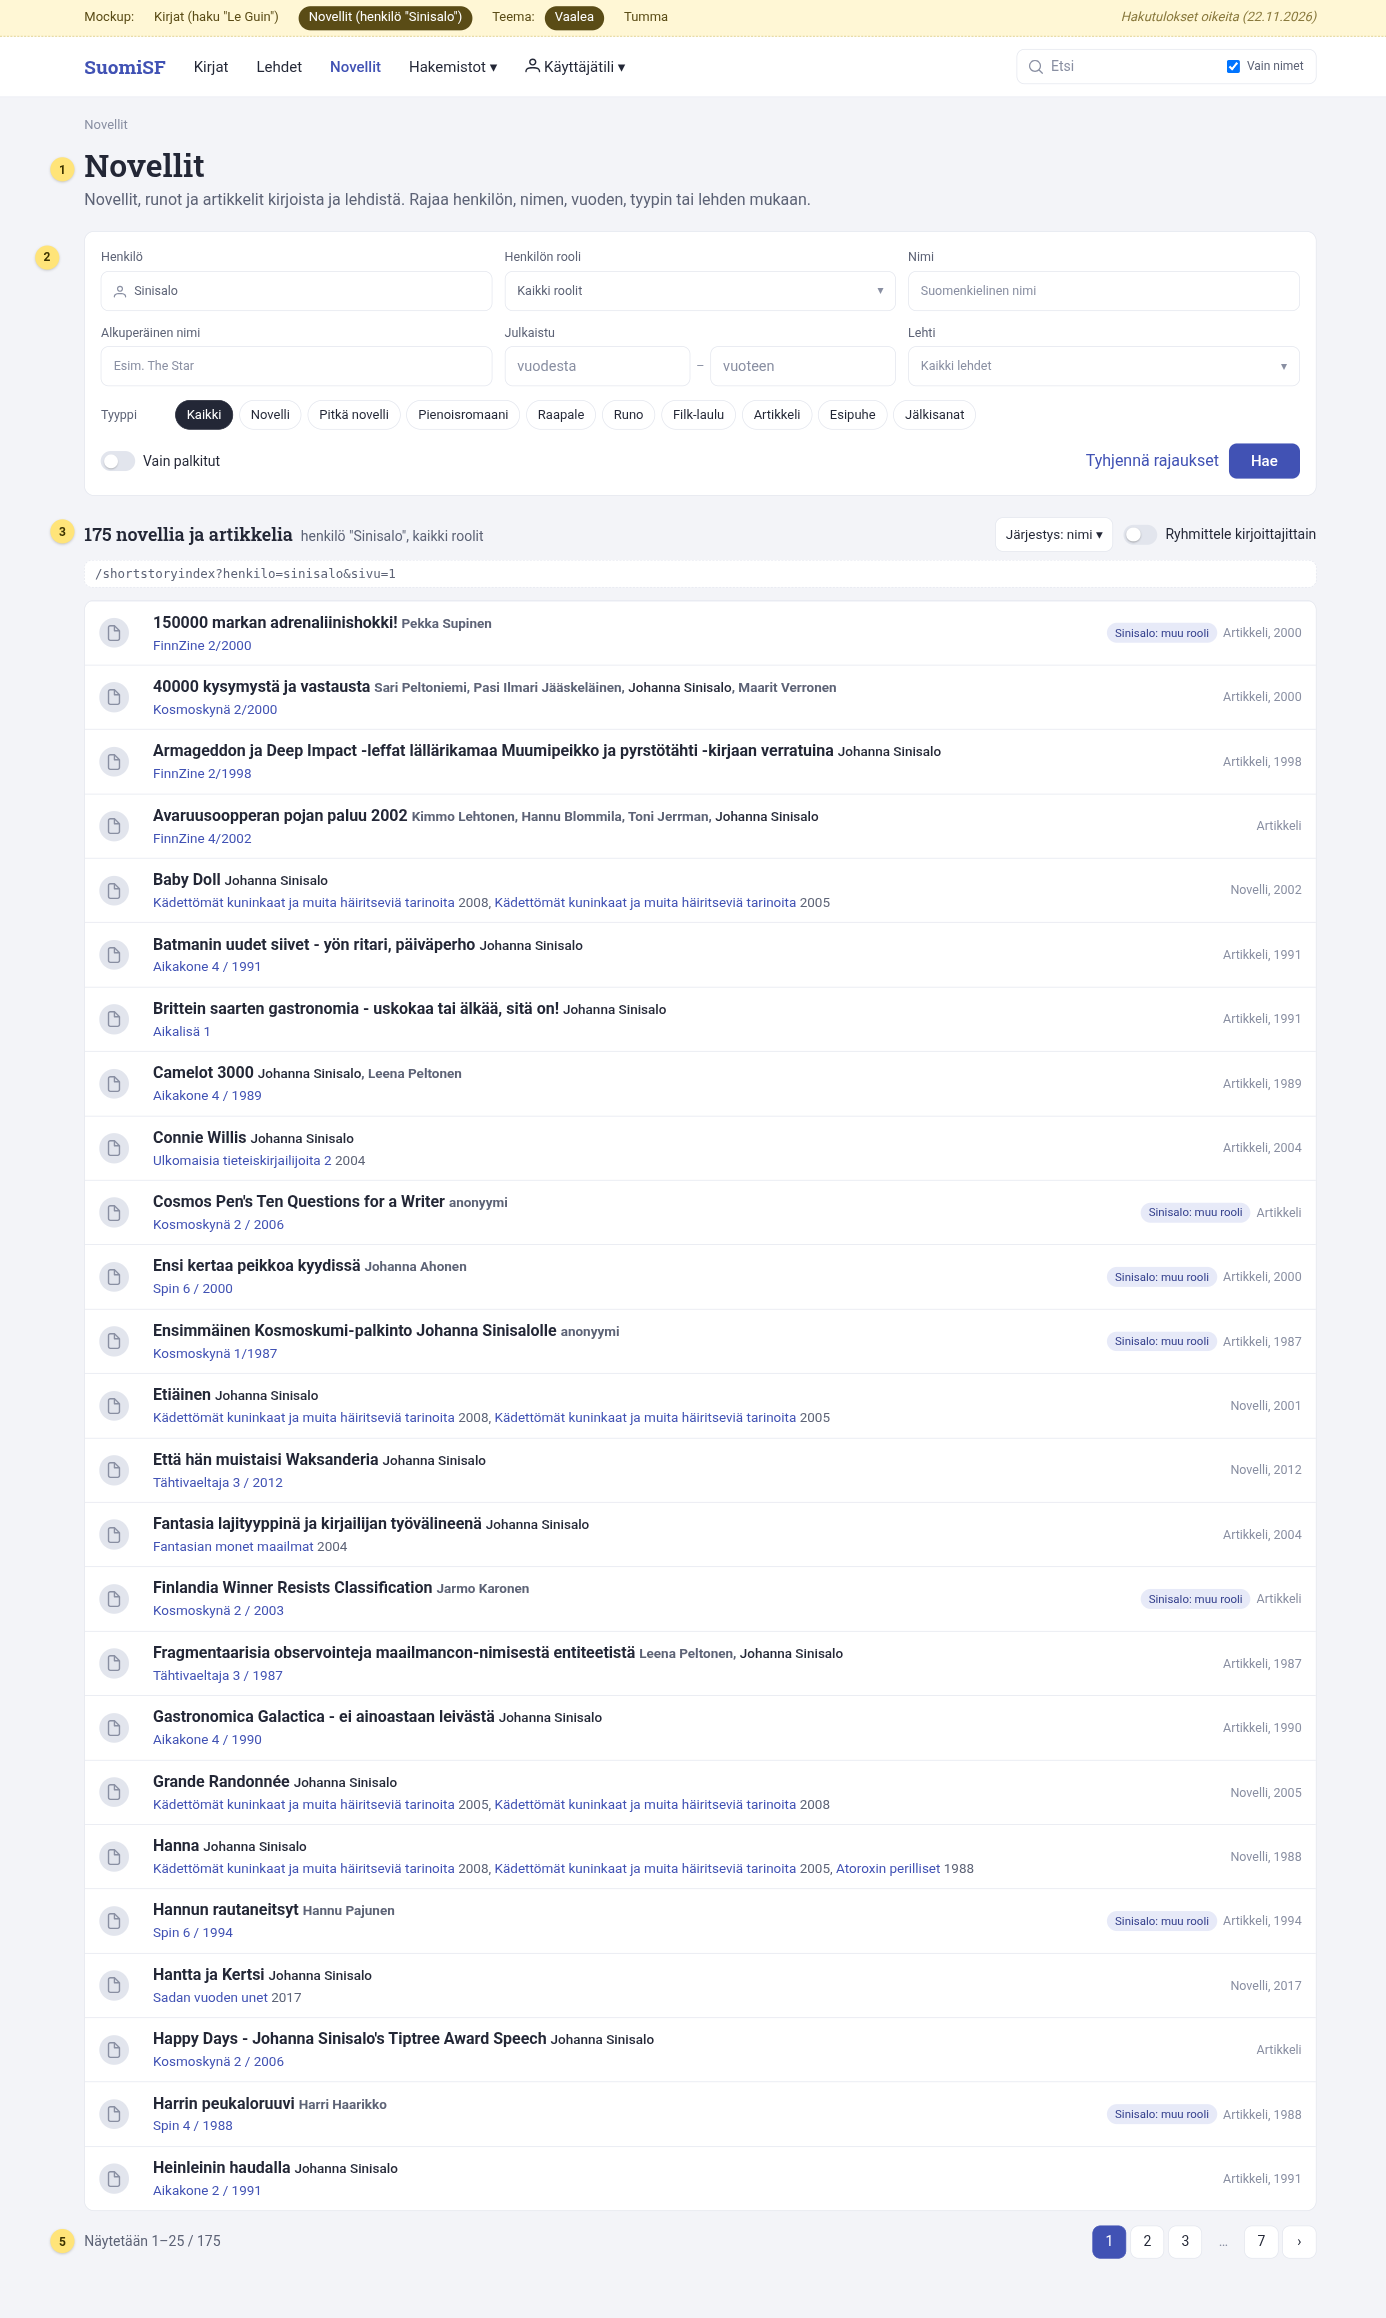 Mockup: Kirjat (haku "Le Guin") Novellit (henkilö "Sinisalo") Teema: Vaalea Tumma Hakutulokset oikeita (22.11.2026)
SuomiSF Kirjat Lehdet Novellit Hakemistot ▾ Käyttäjätili ▾ Etsi Vain nimet
Novellit
1 Novellit
Novellit, runot ja artikkelit kirjoista ja lehdistä. Rajaa henkilön, nimen, vuoden, tyypin tai lehden mukaan.
2 Henkilö Henkilön rooli Nimi
Sinisalo Kaikki roolit ▾ Suomenkielinen nimi
Alkuperäinen nimi Julkaistu Lehti
Esim. The Star vuodesta – vuoteen Kaikki lehdet ▾
Tyyppi Kaikki Novelli Pitkä novelli Pienoisromaani Raapale Runo Filk-laulu Artikkeli Esipuhe Jälkisanat
Vain palkitut Tyhjennä rajaukset Hae
3 175 novellia ja artikkelia henkilö "Sinisalo", kaikki roolit Järjestys: nimi ▾ Ryhmittele kirjoittajittain
/shortstoryindex?henkilo=sinisalo&sivu=1
150000 markan adrenaliinishokki! Pekka Supinen Sinisalo: muu rooli Artikkeli, 2000
FinnZine 2/2000
40000 kysymystä ja vastausta Sari Peltoniemi, Pasi Ilmari Jääskeläinen, Johanna Sinisalo, Maarit Verronen Artikkeli, 2000
Kosmoskynä 2/2000
Armageddon ja Deep Impact -leffat lällärikamaa Muumipeikko ja pyrstötähti -kirjaan verratuina Johanna Sinisalo Artikkeli, 1998
FinnZine 2/1998
Avaruusoopperan pojan paluu 2002 Kimmo Lehtonen, Hannu Blommila, Toni Jerrman, Johanna Sinisalo Artikkeli
FinnZine 4/2002
Baby Doll Johanna Sinisalo Novelli, 2002
Kädettömät kuninkaat ja muita häiritseviä tarinoita 2008, Kädettömät kuninkaat ja muita häiritseviä tarinoita 2005
Batmanin uudet siivet - yön ritari, päiväperho Johanna Sinisalo Artikkeli, 1991
Aikakone 4 / 1991
Brittein saarten gastronomia - uskokaa tai älkää, sitä on! Johanna Sinisalo Artikkeli, 1991
Aikalisä 1
Camelot 3000 Johanna Sinisalo, Leena Peltonen Artikkeli, 1989
Aikakone 4 / 1989
Connie Willis Johanna Sinisalo Artikkeli, 2004
Ulkomaisia tieteiskirjailijoita 2 2004
Cosmos Pen's Ten Questions for a Writer anonyymi Sinisalo: muu rooli Artikkeli
Kosmoskynä 2 / 2006
Ensi kertaa peikkoa kyydissä Johanna Ahonen Sinisalo: muu rooli Artikkeli, 2000
Spin 6 / 2000
Ensimmäinen Kosmoskumi-palkinto Johanna Sinisalolle anonyymi Sinisalo: muu rooli Artikkeli, 1987
Kosmoskynä 1/1987
Etiäinen Johanna Sinisalo Novelli, 2001
Kädettömät kuninkaat ja muita häiritseviä tarinoita 2008, Kädettömät kuninkaat ja muita häiritseviä tarinoita 2005
Että hän muistaisi Waksanderia Johanna Sinisalo Novelli, 2012
Tähtivaeltaja 3 / 2012
Fantasia lajityyppinä ja kirjailijan työvälineenä Johanna Sinisalo Artikkeli, 2004
Fantasian monet maailmat 2004
Finlandia Winner Resists Classification Jarmo Karonen Sinisalo: muu rooli Artikkeli
Kosmoskynä 2 / 2003
Fragmentaarisia observointeja maailmancon-nimisestä entiteetistä Leena Peltonen, Johanna Sinisalo Artikkeli, 1987
Tähtivaeltaja 3 / 1987
Gastronomica Galactica - ei ainoastaan leivästä Johanna Sinisalo Artikkeli, 1990
Aikakone 4 / 1990
Grande Randonnée Johanna Sinisalo Novelli, 2005
Kädettömät kuninkaat ja muita häiritseviä tarinoita 2005, Kädettömät kuninkaat ja muita häiritseviä tarinoita 2008
Hanna Johanna Sinisalo Novelli, 1988
Kädettömät kuninkaat ja muita häiritseviä tarinoita 2008, Kädettömät kuninkaat ja muita häiritseviä tarinoita 2005, Atoroxin perilliset 1988
Hannun rautaneitsyt Hannu Pajunen Sinisalo: muu rooli Artikkeli, 1994
Spin 6 / 1994
Hantta ja Kertsi Johanna Sinisalo Novelli, 2017
Sadan vuoden unet 2017
Happy Days - Johanna Sinisalo's Tiptree Award Speech Johanna Sinisalo Artikkeli
Kosmoskynä 2 / 2006
Harrin peukaloruuvi Harri Haarikko Sinisalo: muu rooli Artikkeli, 1988
Spin 4 / 1988
Heinleinin haudalla Johanna Sinisalo Artikkeli, 1991
Aikakone 2 / 1991
5 Näytetään 1–25 / 175 1 2 3 … 7 ›